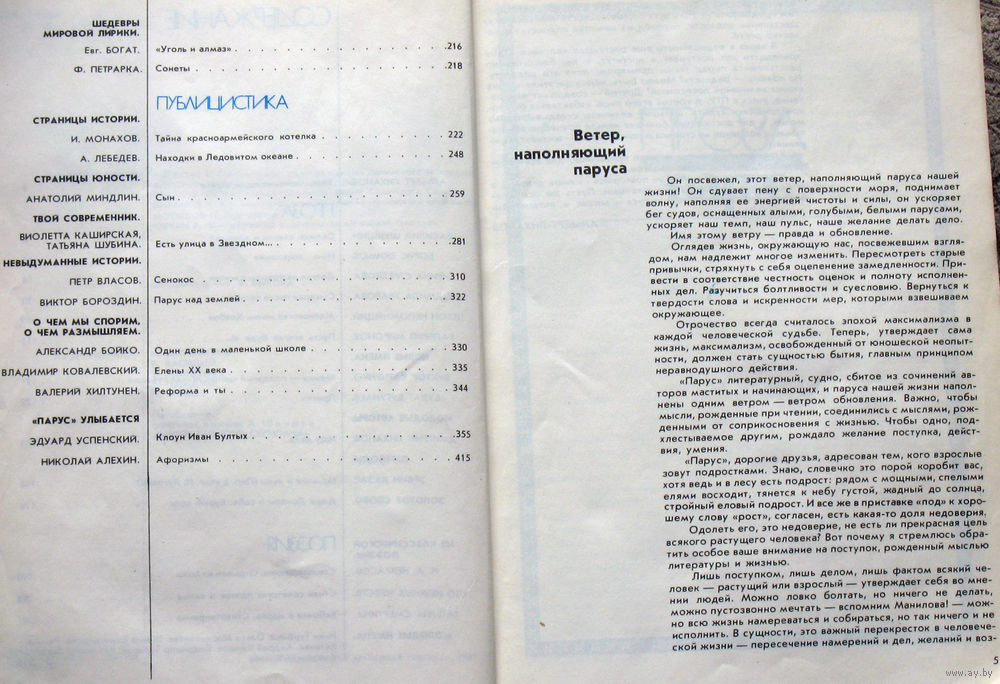 ШЕДЕВРЫ
МИРОВОЙ ЛИРИКИ.
Евг. БОГАТ. «Уголь и алмаз» . . . . . . . . . . . . . . . .216
Ф. ПЕТРАРКА. Сонеты . . . . . . . . . . . . . . . . . . .218
ПУБЛИЦИСТИКА
СТРАНИЦЫ ИСТОРИИ.
И. МОНАХОВ. Тайна красноармейского котелка . . . . . . . . . . 222
А. ЛЕБЕДЕВ. Находки в Ледовитом океане . . . . . . . . . . . 248
СТРАНИЦЫ ЮНОСТИ.
АНАТОЛИЙ МИНДЛИН. Сын . . . . . . . . . . . . . . . . . . . . 259
ТВОЙ СОВРЕМЕННИК.
ВИОЛЕТТА КАШИРСКАЯ,
ТАТЬЯНА ШУБИНА. Есть улица в Звездном... . . . . . . . . . . . . .281
НЕВЫДУМАННЫЕ ИСТОРИИ.
ПЕТР ВЛАСОВ. Сенокос . . . . . . . . . . . . . . . . . . 310
ВИКТОР БОРОЗДИН. Парус над землей . . . . . . . . . . . . . . . 322
О ЧЕМ МЫ СПОРИМ,
О ЧЕМ РАЗМЫШЛЯЕМ.
АЛЕКСАНДР БОЙКО. Один день в маленькой школе . . . . . . . . . . 330
ВЛАДИМИР КОВАЛЕВСКИЙ. Елены XX века . . . . . . . . . . . . . . . . 335
ВАЛЕРИЙ ХИЛТУНЕН. Реформа и ты . . . . . . . . . . . . . . . . 344
«ПАРУС» УЛЫБАЕТСЯ
ЭДУАРД УСПЕНСКИЙ. Клоун Иван Бултых . . . . . . . . . . . . . . .355
НИКОЛАЙ АЛЕХИН. Афоризмы . . . . . . . . . . . . . . . . . 415
Ветер,
наполняющий
паруса
Он посвежел, этот ветер, наполняющий паруса нашей
жизни! Он сдувает пену с поверхности моря, поднимает
волну, наполняя ее энергией чистоты и силы, он ускоряет
бег судов, оснащенных алыми, голубыми, белыми парусами,
ускоряет наш темп, наш пульс, наше желание делать дело.
Имя этому ветру — правда и обновление.
Оглядев жизнь, окружающую нас, посвежевшим взгля-
дом, нам надлежит многое изменить. Пересмотреть старые
привычки, стряхнуть с себя оцепенение замедленности. При-
вести в соответствие честность оценок и полноту исполнен-
ных дел. Разучиться болтливости и суесловию. Вернуться к
твердости слова и искренности мер, которыми взвешиваем
окружающее.
Отрочество всегда считалось эпохой максимализма в
каждой человеческой судьбе. Теперь, утверждает сама
жизнь, максимализм, освобожденный от юношеской неопыт-
ности, должен стать сущностью бытия, главным принципом
неравнодушного действия.
«Парус» литературный, судно, сбитое из сочинений ав-
торов маститых и начинающих, и паруса нашей жизни напол-
нены одним ветром — ветром обновления. Важно, чтобы
мысли, рожденные при чтении, соединились с мыслями, рож-
денными от соприкосновения с жизнью. Чтобы одно, под-
хлестываемое другим, рождало желание поступка, дейст-
вия, умения.
«Парус», дорогие друзья, адресован тем, кого взрослые
зовут подростками. Знаю, словечко это порой коробит вас,
хотя ведь и в лесу есть подрост: рядом с мощными, спелыми
елями восходит, тянется к небу густой, жадный до солнца,
стройный еловый подрост. И все же в приставке «под» к хоро-
шему слову «рост», согласен, есть какая-то доля недоверия.
Одолеть его, это недоверие, не есть ли прекрасная цель
всякого растущего человека? Вот почему я стремлюсь обра-
тить особое ваше внимание на поступок, рожденный мыслью
литературы и жизнью.
Лишь поступком, лишь делом, лишь фактом всякий че-
ловек — растущий или взрослый — утверждает себя во мне-
нии людей. Можно ловко болтать, но ничего не делать,
можно пустозвонно мечтать — вспомним Манилова! — мож-
но всю жизнь намереваться и собираться, но так ничего и не
исполнить. В сущности, это важный перекресток в человече-
ской жизни — пересечение намерений и дел, желаний и воз-
5
www.ay.by